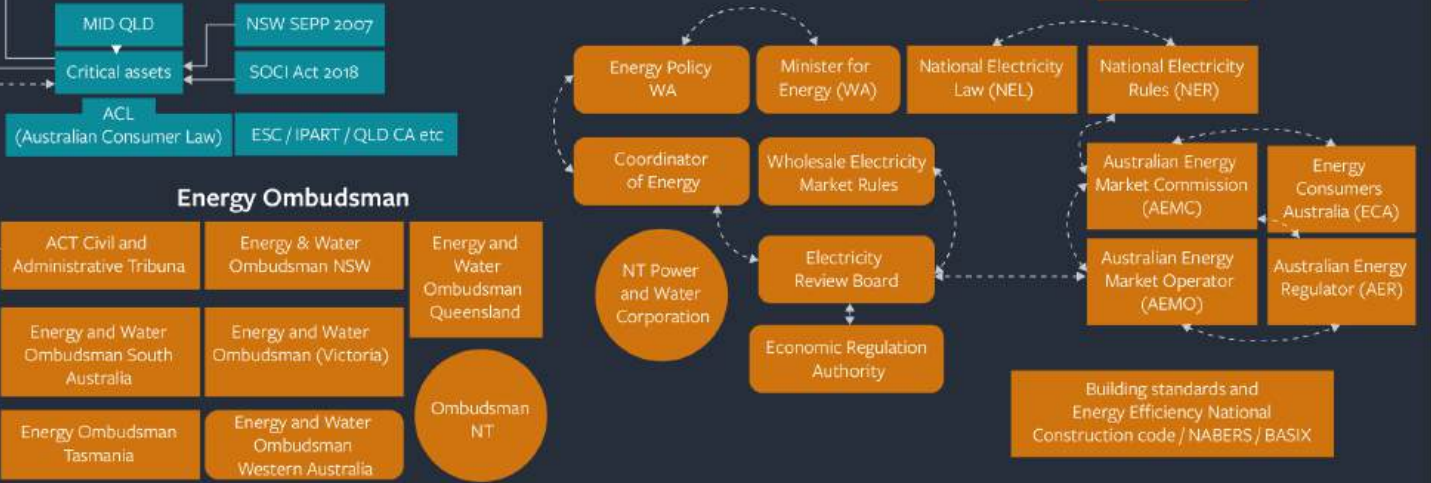 MID QLD
NSW SEPP 2007
Critical assets
SOCI Act 2018
ACL
(Australian Consumer Law)
ESC / IPART / QLD CA etc
Energy Ombudsman
ACT Civil and
Administrative Tribuna
Energy & Water
Ombudsman NSW
Energy and
Water
Ombudsman
Queensland
Energy and Water
Ombudsman South
Australia
Energy and Water
Ombudsman (Victoria)
Ombudsman
NT
Energy Ombudsman
Tasmania
Energy and Water
Ombudsman
Western Australia
Energy Policy
WA
Minister for
Energy (WA)
National Electricity
Law (NEL)
National Electricity
Rules (NER)
Coordinator
of Energy
Wholesale Electricity
Market Rules
Australian Energy
Market Commission
(AEMC)
Energy
Consumers
Australia (ECA)
NT Power
and Water
Corporation
Electricity
Review Board
Australian Energy
Market Operator
(AEMO)
Australian Energy
Regulator (AER)
Economic Regulation
Authority
Building standards and
Energy Efficiency National
Construction code / NABERS / BASIX